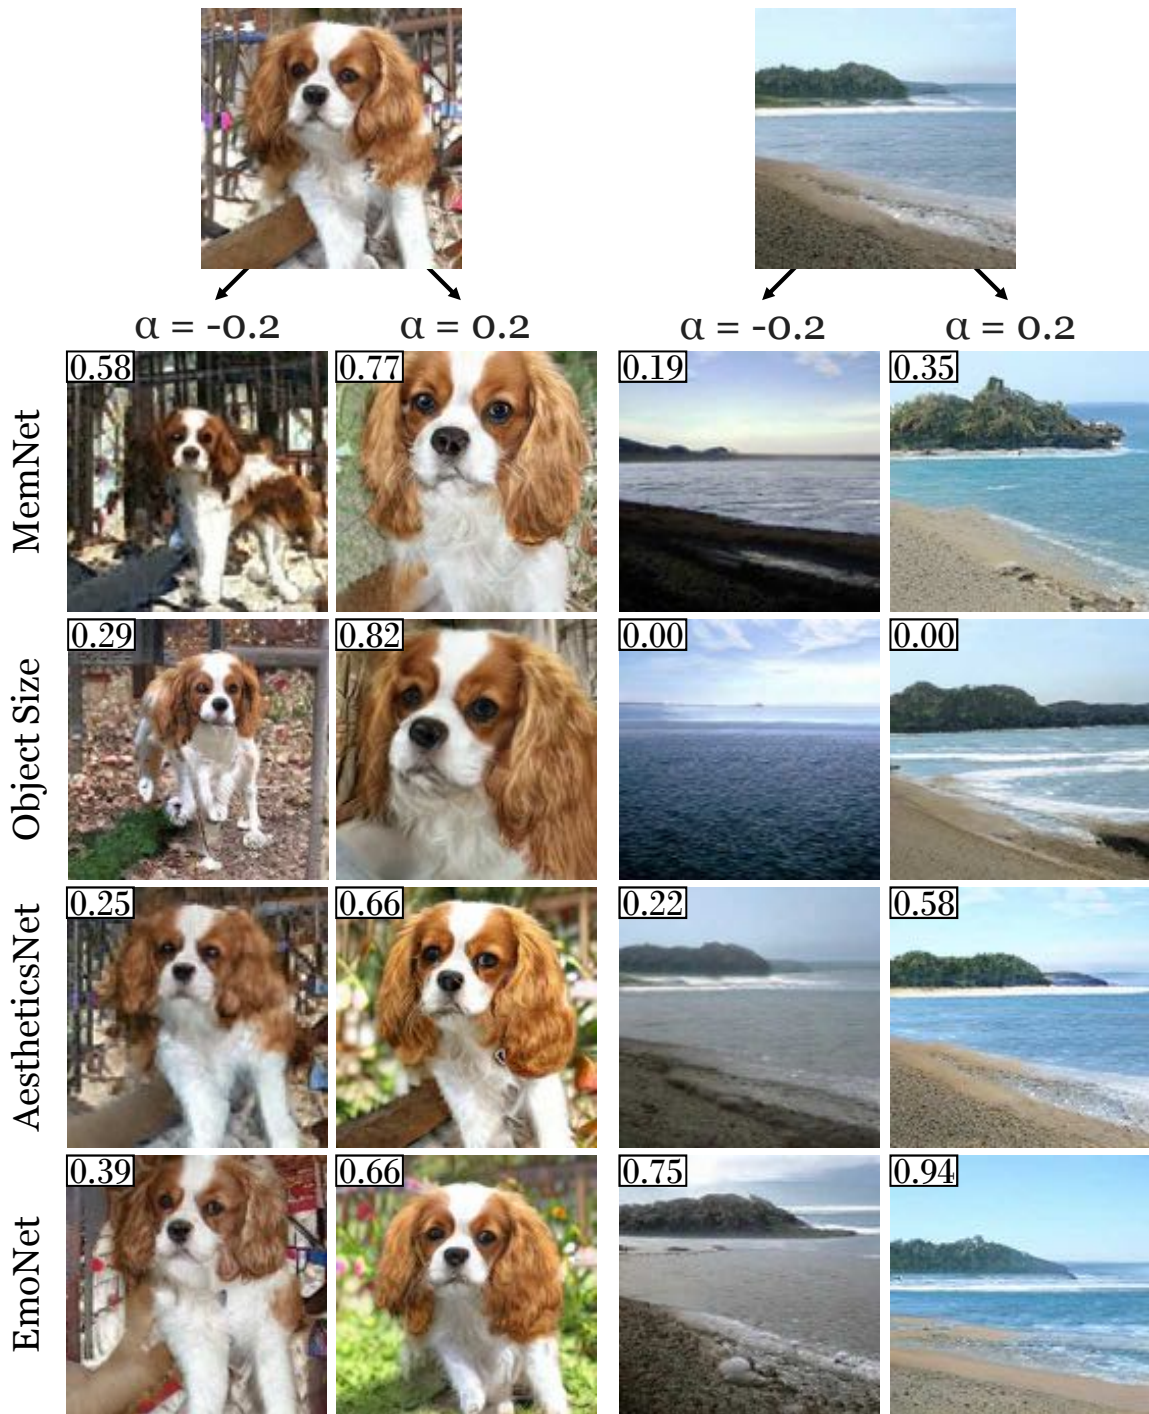 α = -0.2 α = 0.2 α = -0.2 α = 0.2
MemNet 0.58 0.77 0.19 0.35
Object Size 0.29 0.82 0.00 0.00
AestheticsNet 0.25 0.66 0.22 0.58
EmoNet 0.39 0.66 0.75 0.94